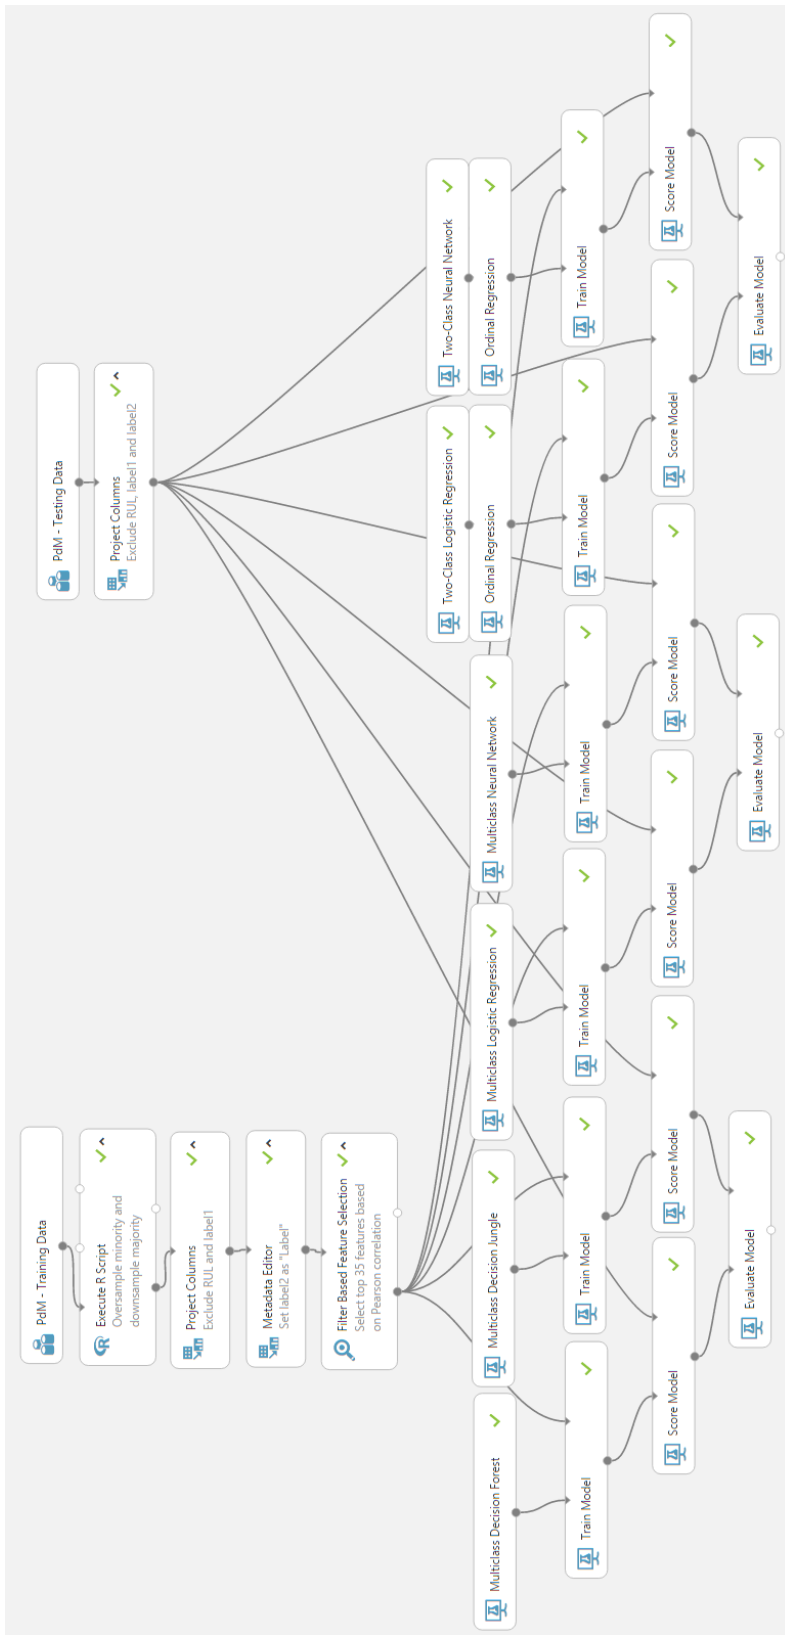 PdM - Training Data
Execute R Script
Oversample minority and
downsample majority
Project Columns
Exclude RUL and label1
Metadata Editor
Set label2 as "Label"
Filter Based Feature Selection
Select top 35 features based
on Pearson correlation
PdM - Testing Data
Project Columns
Exclude RUL, label1 and label2
Two-Class Logistic Regression
Two-Class Neural Network
Multiclass Decision Forest
Multiclass Decision Jungle
Multiclass Logistic Regression
Multiclass Neural Network
Ordinal Regression
Ordinal Regression
Train Model
Train Model
Train Model
Train Model
Train Model
Train Model
Score Model
Score Model
Score Model
Score Model
Score Model
Score Model
Evaluate Model
Evaluate Model
Evaluate Model